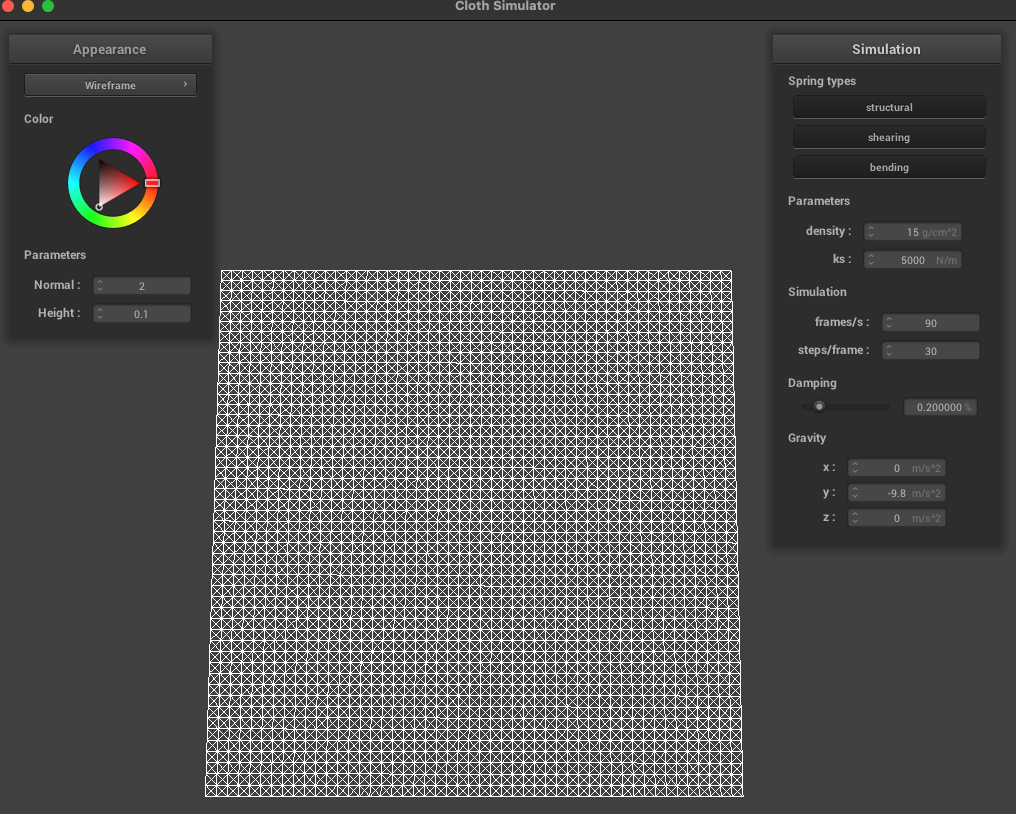 Cloth Simulator
Appearance
Wireframe
Color
Parameters
Normal : 2
Height : 0.1
Simulation
Spring types
structural
shearing
bending
Parameters
density : 15 g/cm^2
ks : 5000 N/m
Simulation
frames/s : 90
steps/frame : 30
Damping
0.200000 %
Gravity
x : 0 m/s^2
y : -9.8 m/s^2
z : 0 m/s^2